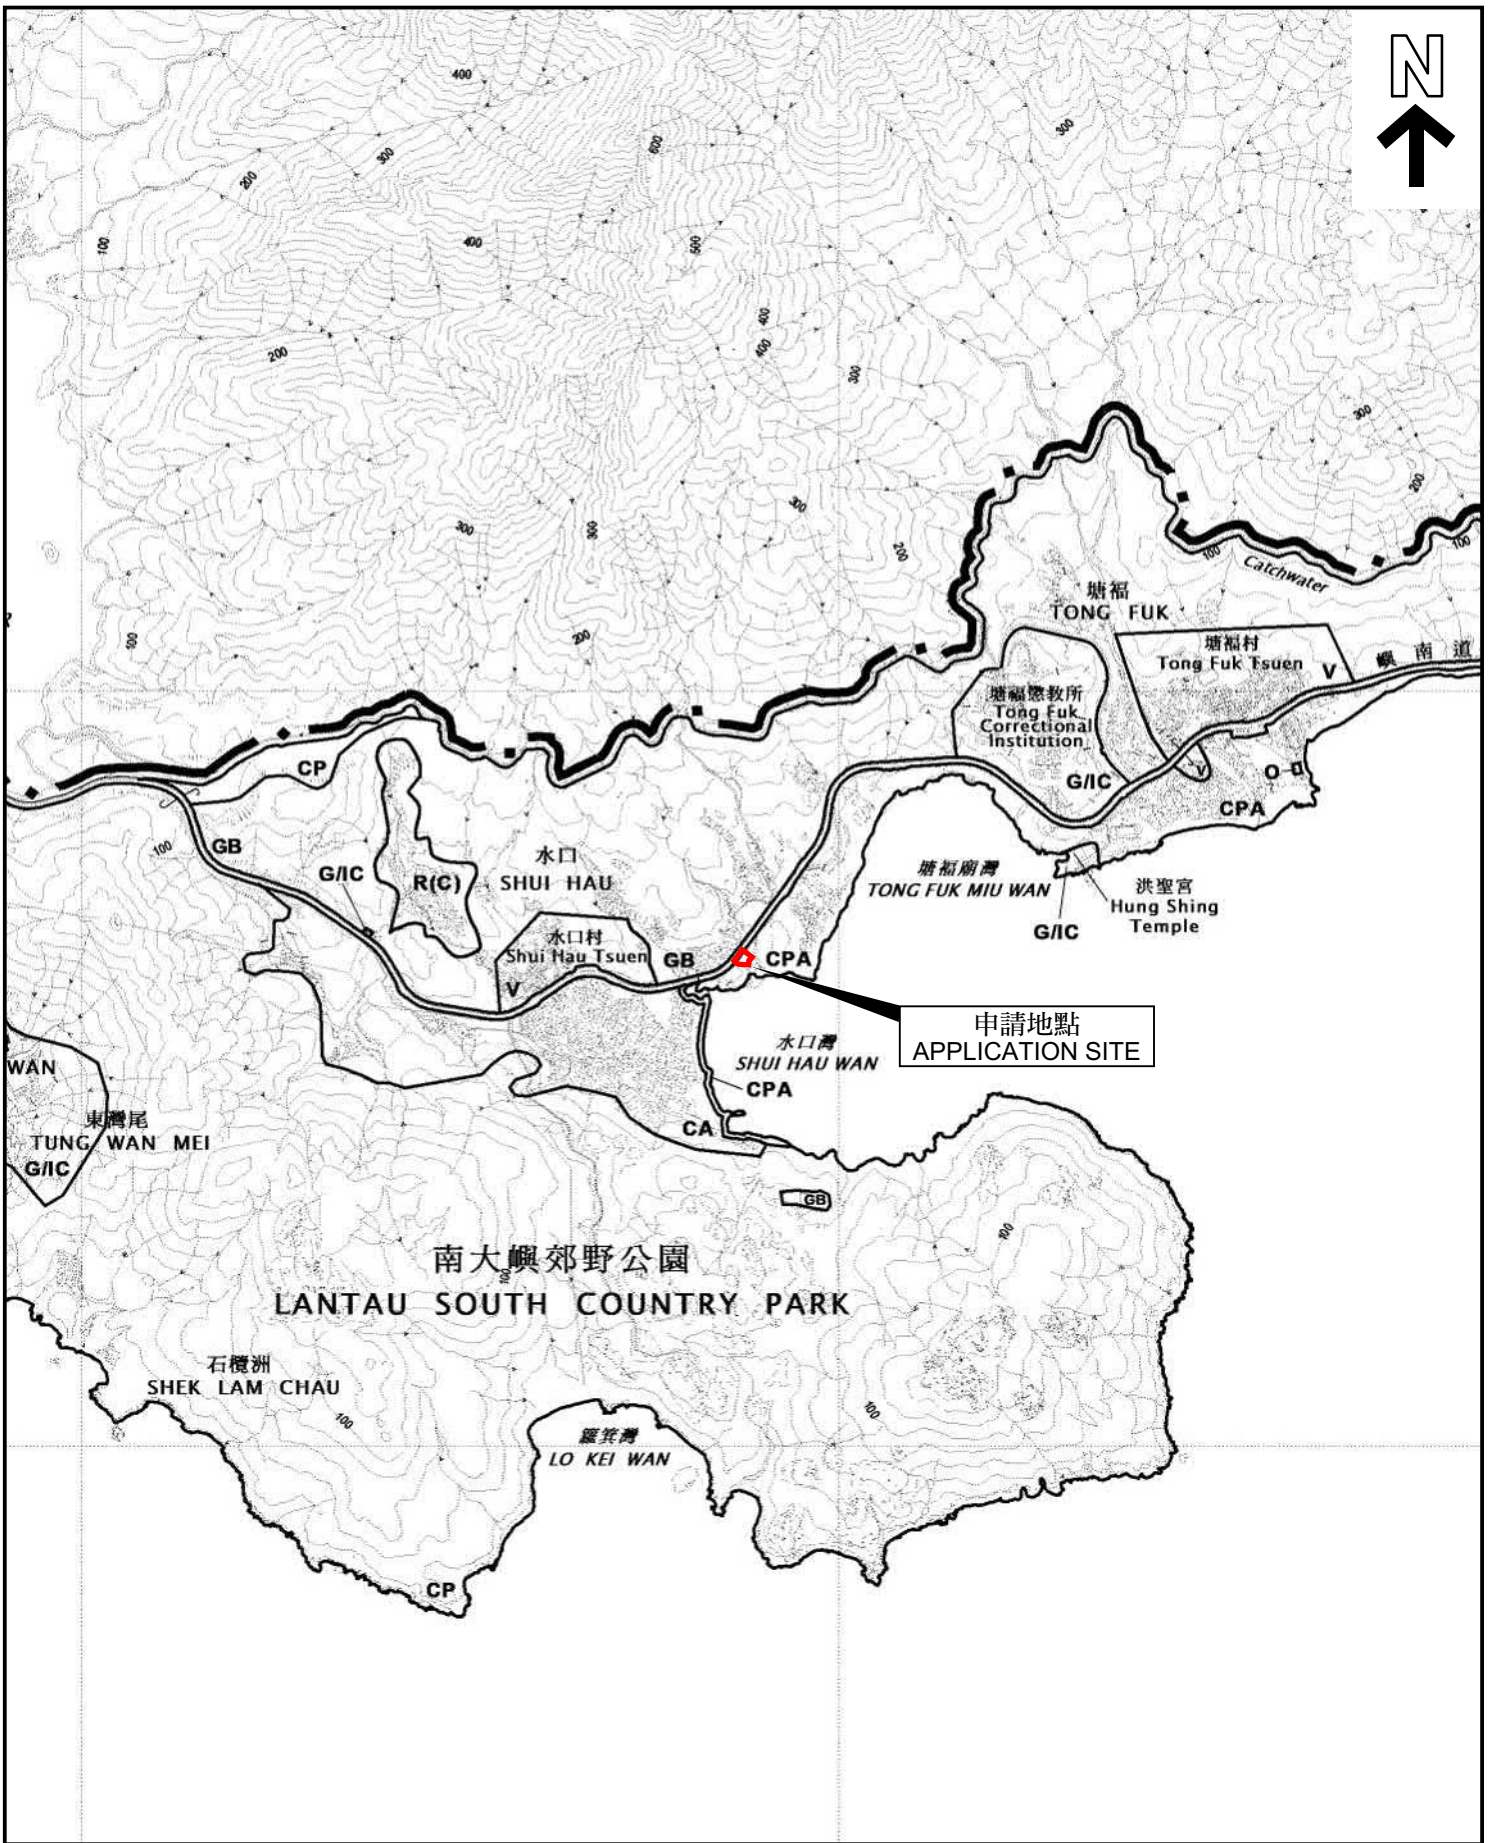 N
400
600
300
300
200
100
400
500
400
400
200
300
300
200
300
300
300
200
100
100
Catchwater
塘福
TONG FUK
100
200
塘福村
Tong Fuk Tsuen
V
嶼南道
塘福懲教所
Tong Fuk
Correctional
Institution
G/IC
V
O
CPA
CP
GB
100
G/IC
R(C)
水口
SHUI HAU
塘福廟灣
TONG FUK MIU WAN
洪聖宮
Hung Shing
Temple
G/IC
水口村
Shui Hau Tsuen
V
GB
CPA
申請地點
APPLICATION SITE
水口灣
SHUI HAU WAN
CPA
WAN
東灣尾
TUNG WAN MEI
G/IC
CA
GB
100
南大嶼郊野公園
100
LANTAU SOUTH COUNTRY PARK
石欖洲
SHEK LAM CHAU
100
100
籮箕灣
LO KEI WAN
CP